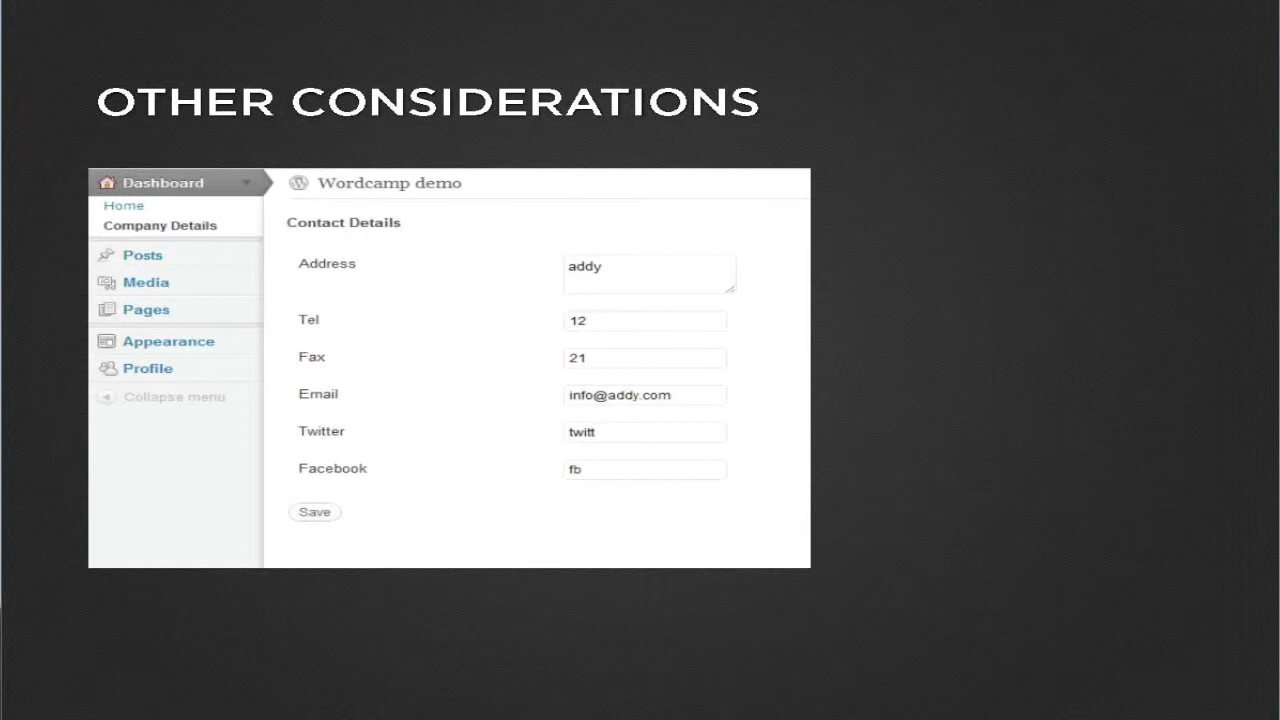 OTHER CONSIDERATIONS
Dashboard
Home
Company Details
Posts
Media
Pages
Appearance
Profile
Collapse menu
Wordcamp demo
Contact Details
Address addy
Tel 12
Fax 21
Email info@addy.com
Twitter twitt
Facebook fb
Save